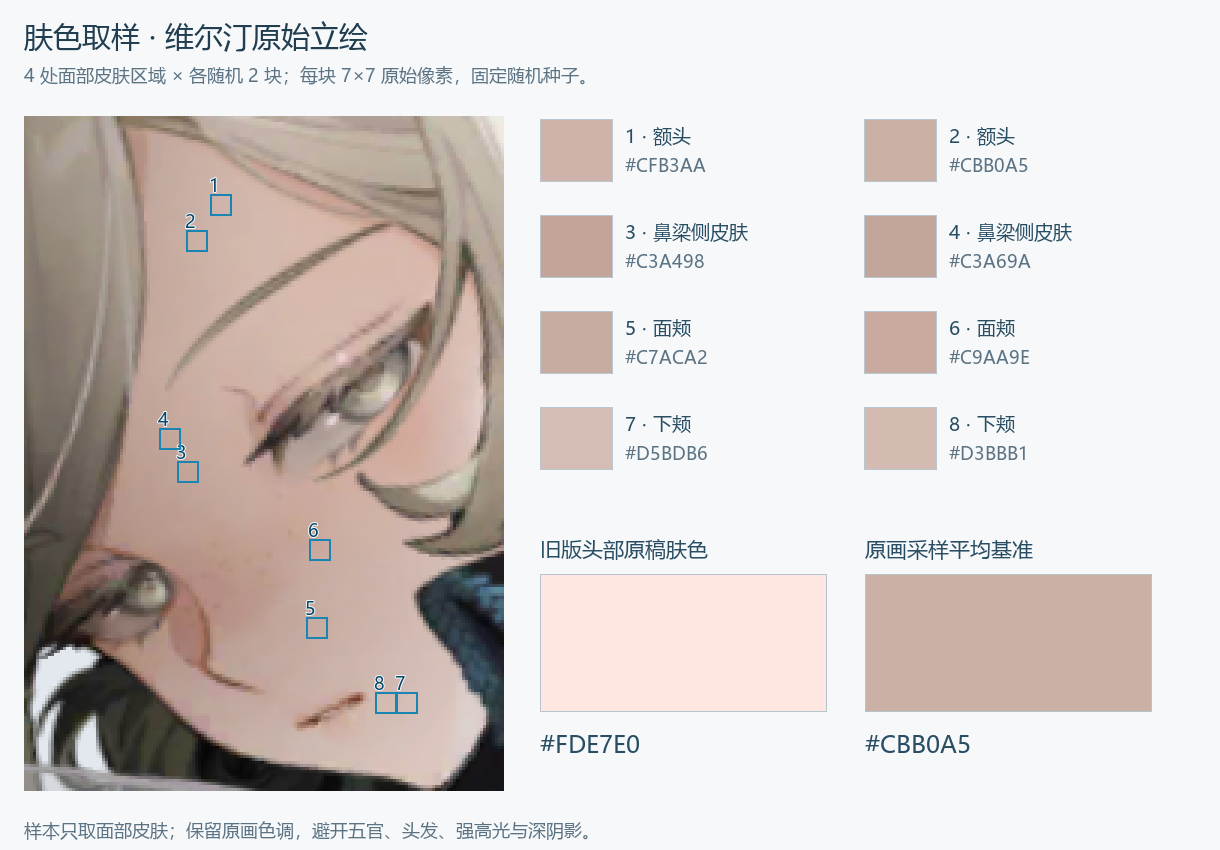 肤色取样 · 维尔汀原始立绘
4 处面部皮肤区域 × 各随机 2 块；每块 7×7 原始像素，固定随机种子。
1
2
4
3
6
5
8 7
1 · 额头
#CFB3AA
2 · 额头
#CBB0A5
3 · 鼻梁侧皮肤
#C3A498
4 · 鼻梁侧皮肤
#C3A69A
5 · 面颊
#C7ACA2
6 · 面颊
#C9AA9E
7 · 下颊
#D5BDB6
8 · 下颊
#D3BBB1
旧版头部原稿肤色
#FDE7E0
原画采样平均基准
#CBB0A5
样本只取面部皮肤；保留原画色调，避开五官、头发、强高光与深阴影。